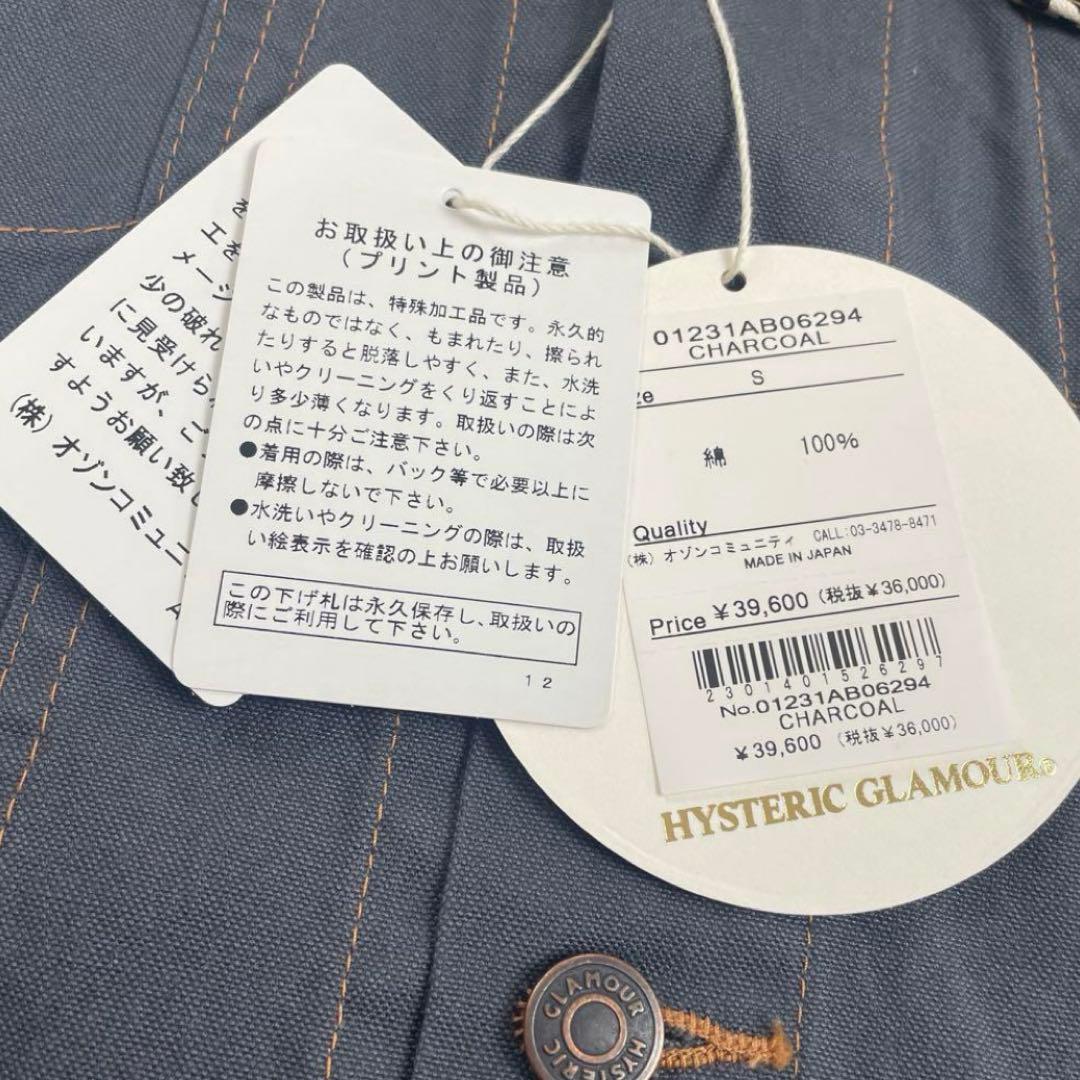 を
工を
メージ
少の破れ
に見受けら
いますが、ご
すようお願い致し
(株)オゾンコミュニ
お取扱い上の御注意
(プリント製品)
この製品は、特殊加工品です。永久的
なものではなく、もまれたり、擦られ
たりすると脱落しやすく、また、水洗
いやクリーニングをくり返すことによ
り多少薄くなります。取扱いの際は次
の点に十分ご注意下さい。
●着用の際は、バック等で必要以上に
摩擦しないで下さい。
●水洗いやクリーニングの際は、取扱
い絵表示を確認の上お願いします。
この下げ札は永久保存し、取扱いの
際にご利用して下さい。
12
01231AB06294
CHARCOAL
ze S
綿 100%
Quality
(株)オゾンコミュニティ CALL:03-3478-8471
MADE IN JAPAN
Price ¥39,600 (税抜¥36,000)
2301401526297
No.01231AB06294
CHARCOAL
¥39,600 (税抜¥36,000)
HYSTERIC GLAMOUR®
GLAMOUR HYSTERIC